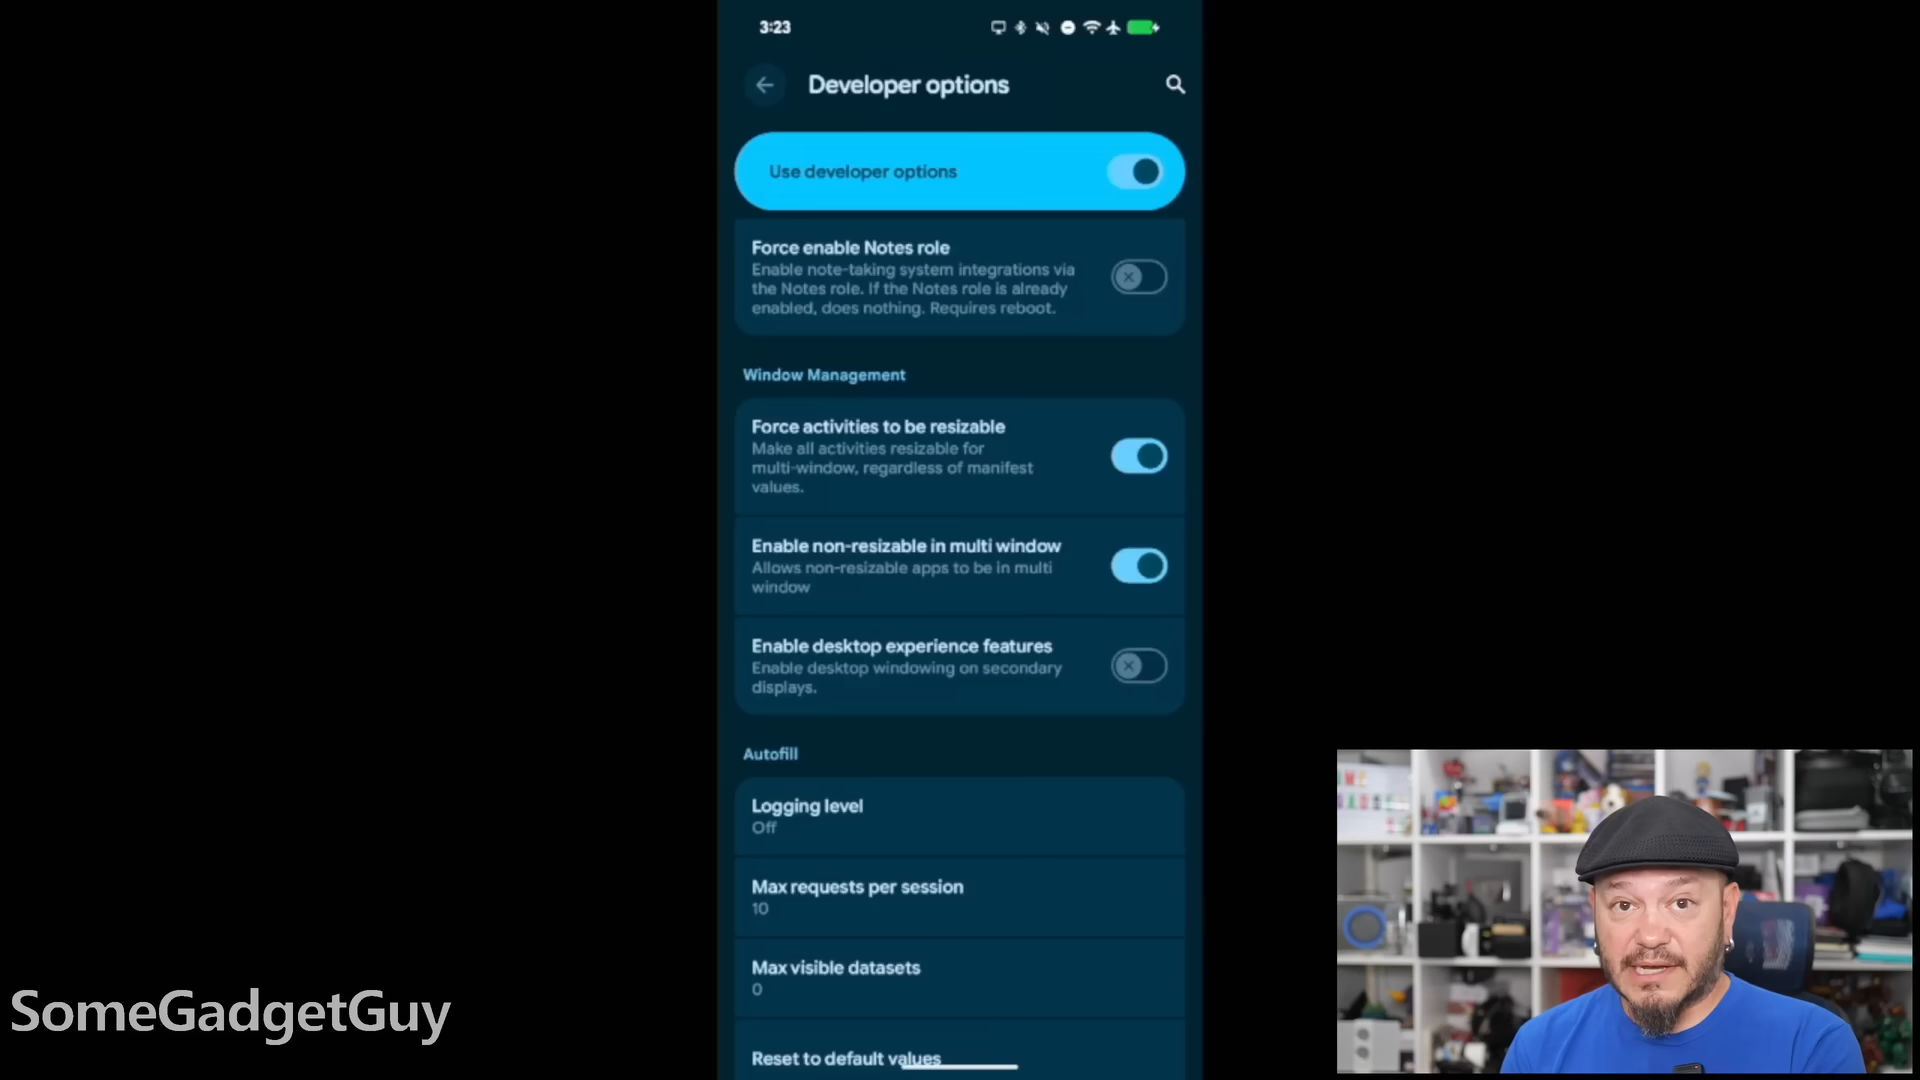 3:23
Developer options
Use developer options
Force enable Notes role
Enable note-taking system integrations via
the Notes role. If the Notes role is already
enabled, does nothing. Requires reboot.
Window Management
Force activities to be resizable
Make all activities resizable for
multi-window, regardless of manifest
values.
Enable non-resizable in multi window
Allows non-resizable apps to be in multi
window
Enable desktop experience features
Enable desktop windowing on secondary
displays.
Autofill
Logging level
Off
Max requests per session
10
Max visible datasets
0
Reset to default values
SomeGadgetGuy